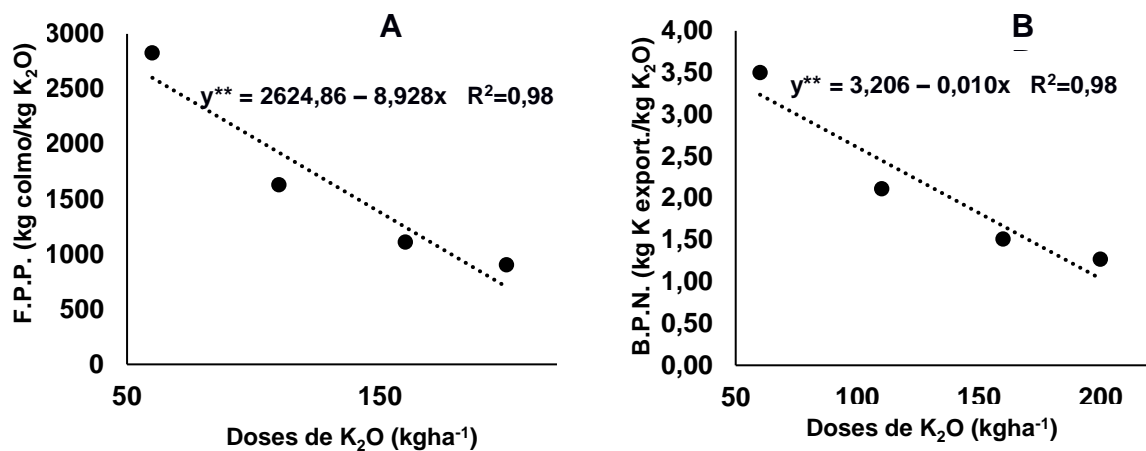 A
F.P.P. (kg colmo/kg K₂O)
3000
2500
2000
1500
1000
500
0
y** = 2624,86 – 8,928x R²=0,98
50
150
Doses de K₂O (kgha⁻¹)
B
B.P.N. (kg K export./kg K₂O)
4,00
3,50
3,00
2,50
2,00
1,50
1,00
0,50
0,00
y** = 3,206 – 0,010x R²=0,98
50
100
150
200
Doses de K₂O (kgha⁻¹)